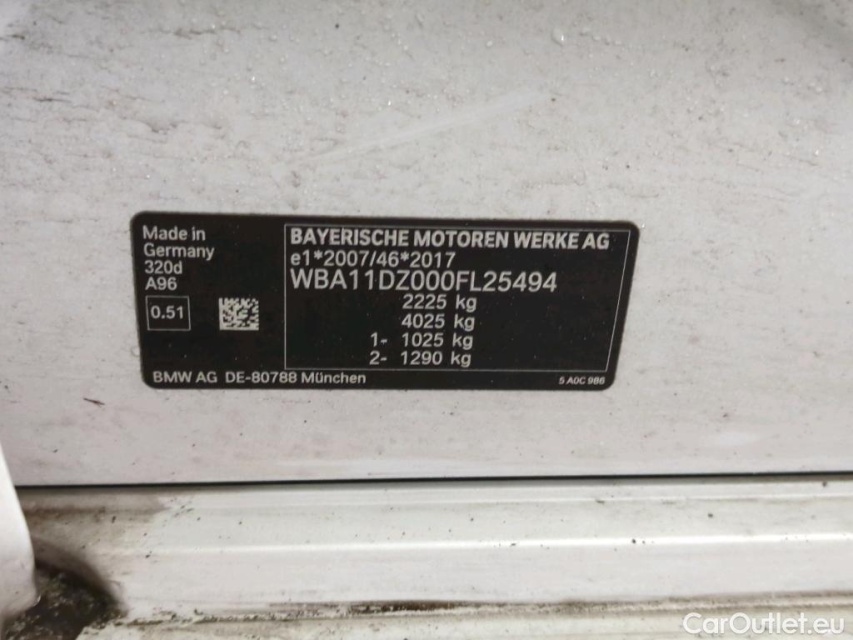 Made in
Germany
320d
A96
0.51
BAYERISCHE MOTOREN WERKE AG
e1*2007/46*2017
WBA11DZ000FL25494
2225 kg
4025 kg
1- 1025 kg
2- 1290 kg
BMW AG DE-80788 München
5 A0C 986
CarOutlet.eu